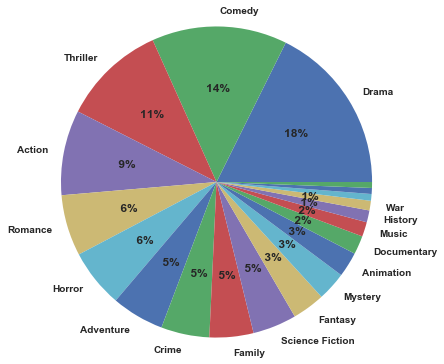 Comedy
Thriller
Drama
14%
11%
18%
Action
9%
6%
Romance
6%
Horror
5%
Adventure
5%
Crime
5%
Family
5%
Science Fiction
3%
Fantasy
3%
Mystery
3%
Animation
2%
Documentary
2%
Music
1%
History
1%
War